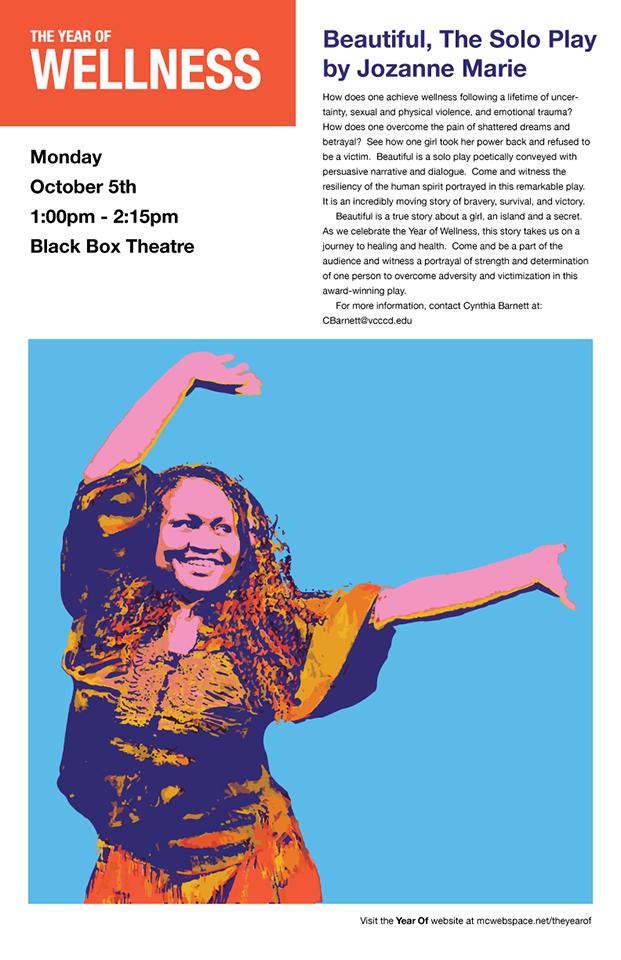 THE YEAR OF
WELLNESS
Monday
October 5th
1:00pm - 2:15pm
Black Box Theatre
Beautiful, The Solo Play
by Jozanne Marie
How does one achieve wellness following a lifetime of uncer-
tainty, sexual and physical violence, and emotional trauma?
How does one overcome the pain of shattered dreams and
betrayal?  See how one girl took her power back and refused to
be a victim.  Beautiful is a solo play poetically conveyed with
persuasive narrative and dialogue.  Come and witness the
resiliency of the human spirit portrayed in this remarkable play.
It is an incredibly moving story of bravery, survival, and victory.
Beautiful is a true story about a girl, an island and a secret.
As we celebrate the Year of Wellness, this story takes us on a
journey to healing and health.  Come and be a part of the
audience and witness a portrayal of strength and determination
of one person to overcome adversity and victimization in this
award-winning play.
For more information, contact Cynthia Barnett at:
CBarnett@vcccd.edu
Visit the Year Of website at mcwebspace.net/theyearof